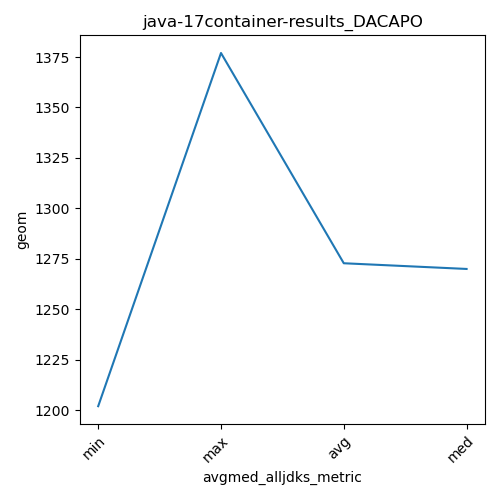 java-17container-results_DACAPO
1375
1350
1325
1300
1275
1250
1225
1200
geom
min
max
avg
med
avgmed_alljdks_metric